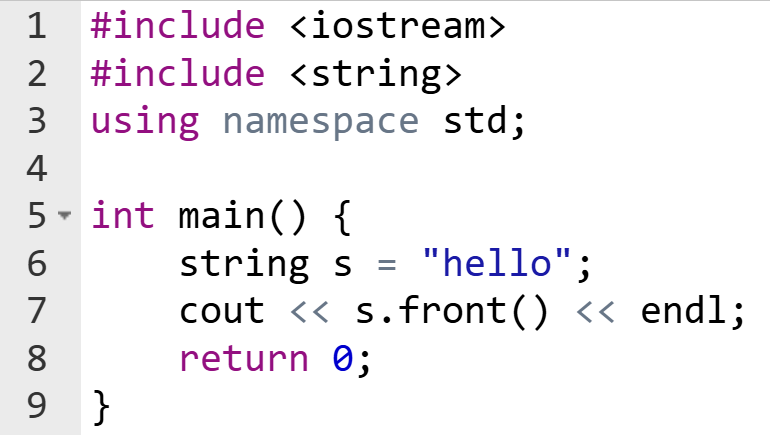 1 #include <iostream>
2 #include <string>
3 using namespace std;
4
5 int main() {
6     string s = "hello";
7     cout << s.front() << endl;
8     return 0;
9 }